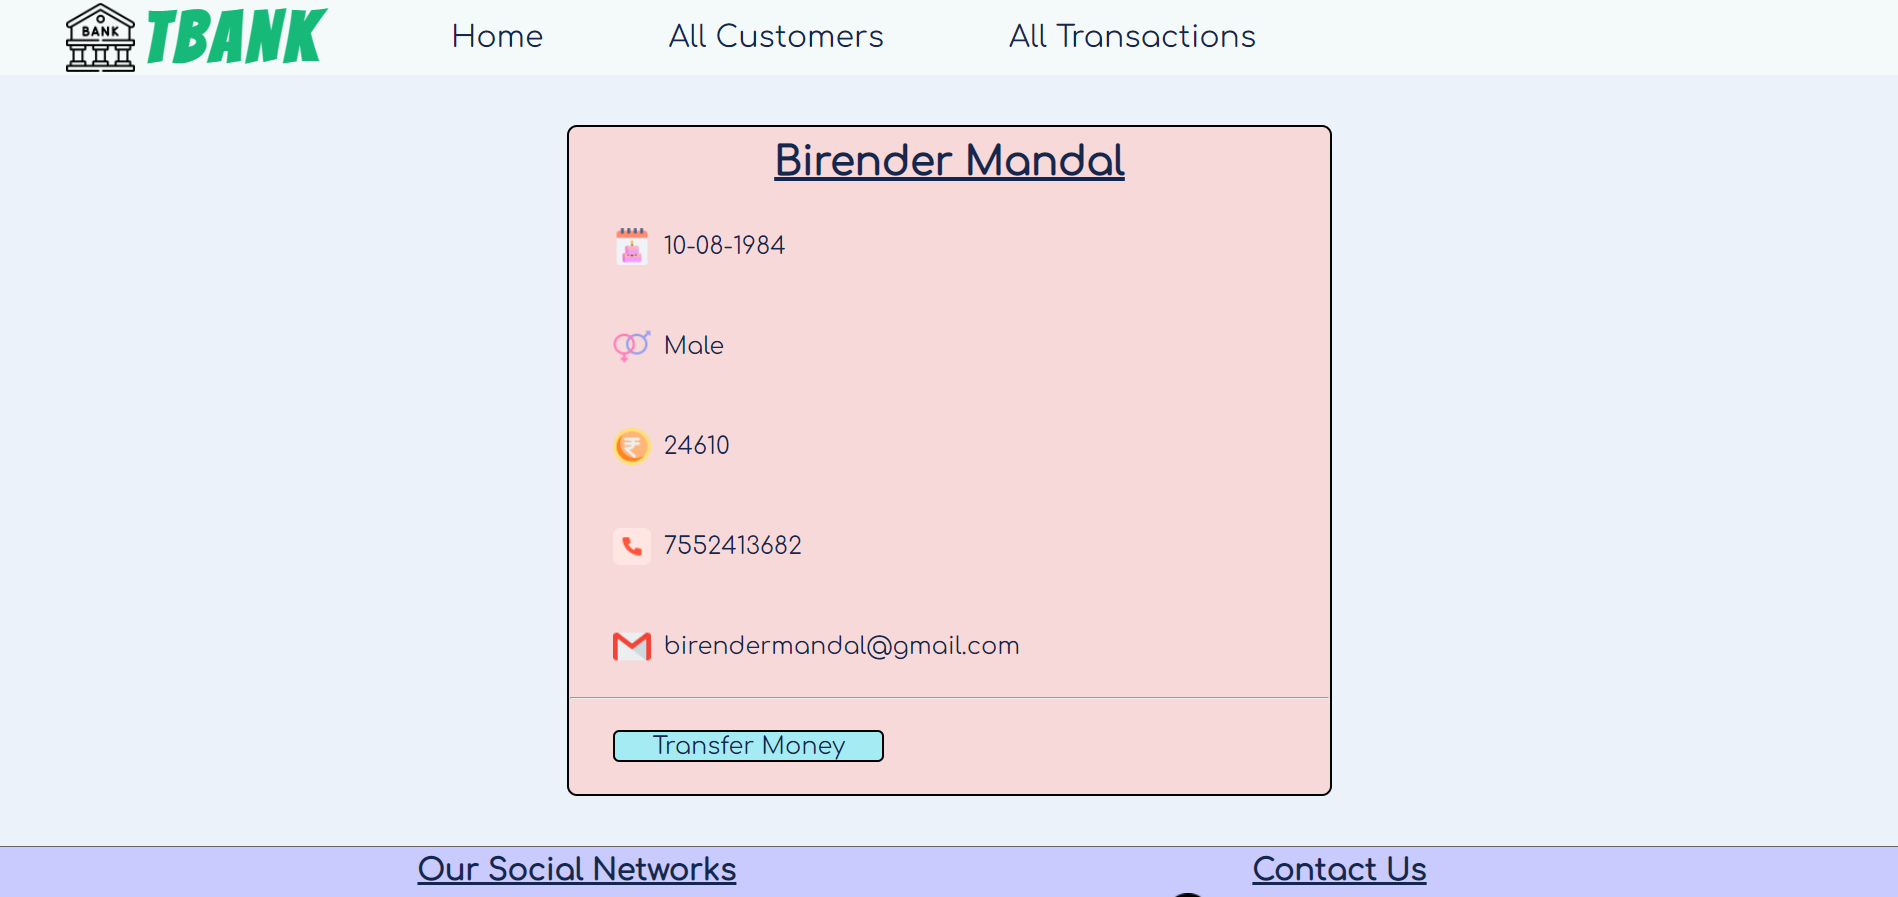 BANK TBANK Home All Customers All Transactions
Birender Mandal
10-08-1984
Male
24610
7552413682
birendermandal@gmail.com
Transfer Money
Our Social Networks Contact Us